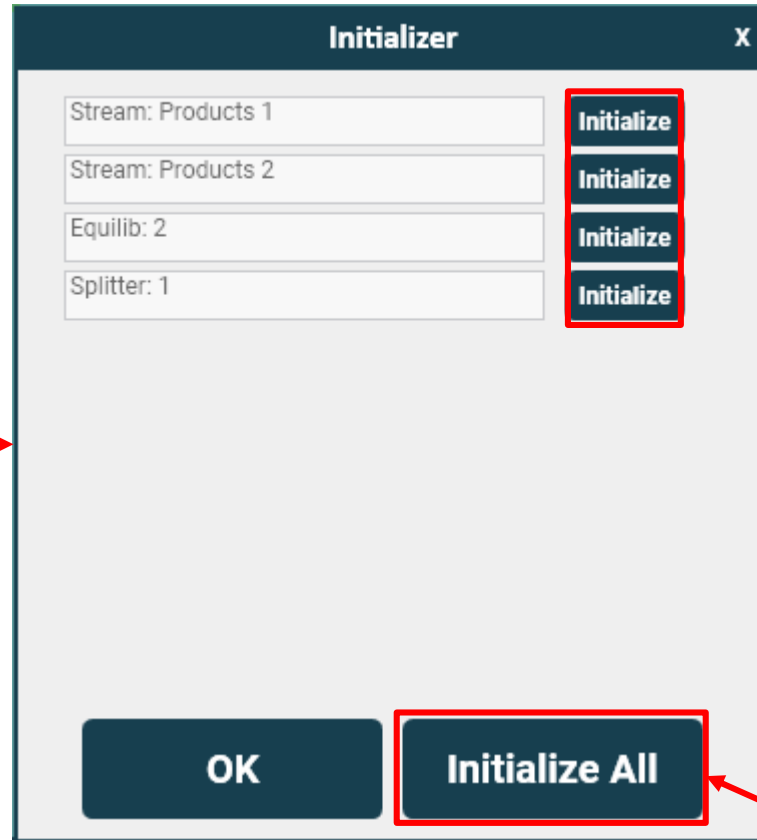 Initializer X
Stream: Products 1 Initialize
Stream: Products 2 Initialize
Equilib: 2 Initialize
Splitter: 1 Initialize
OK Initialize All